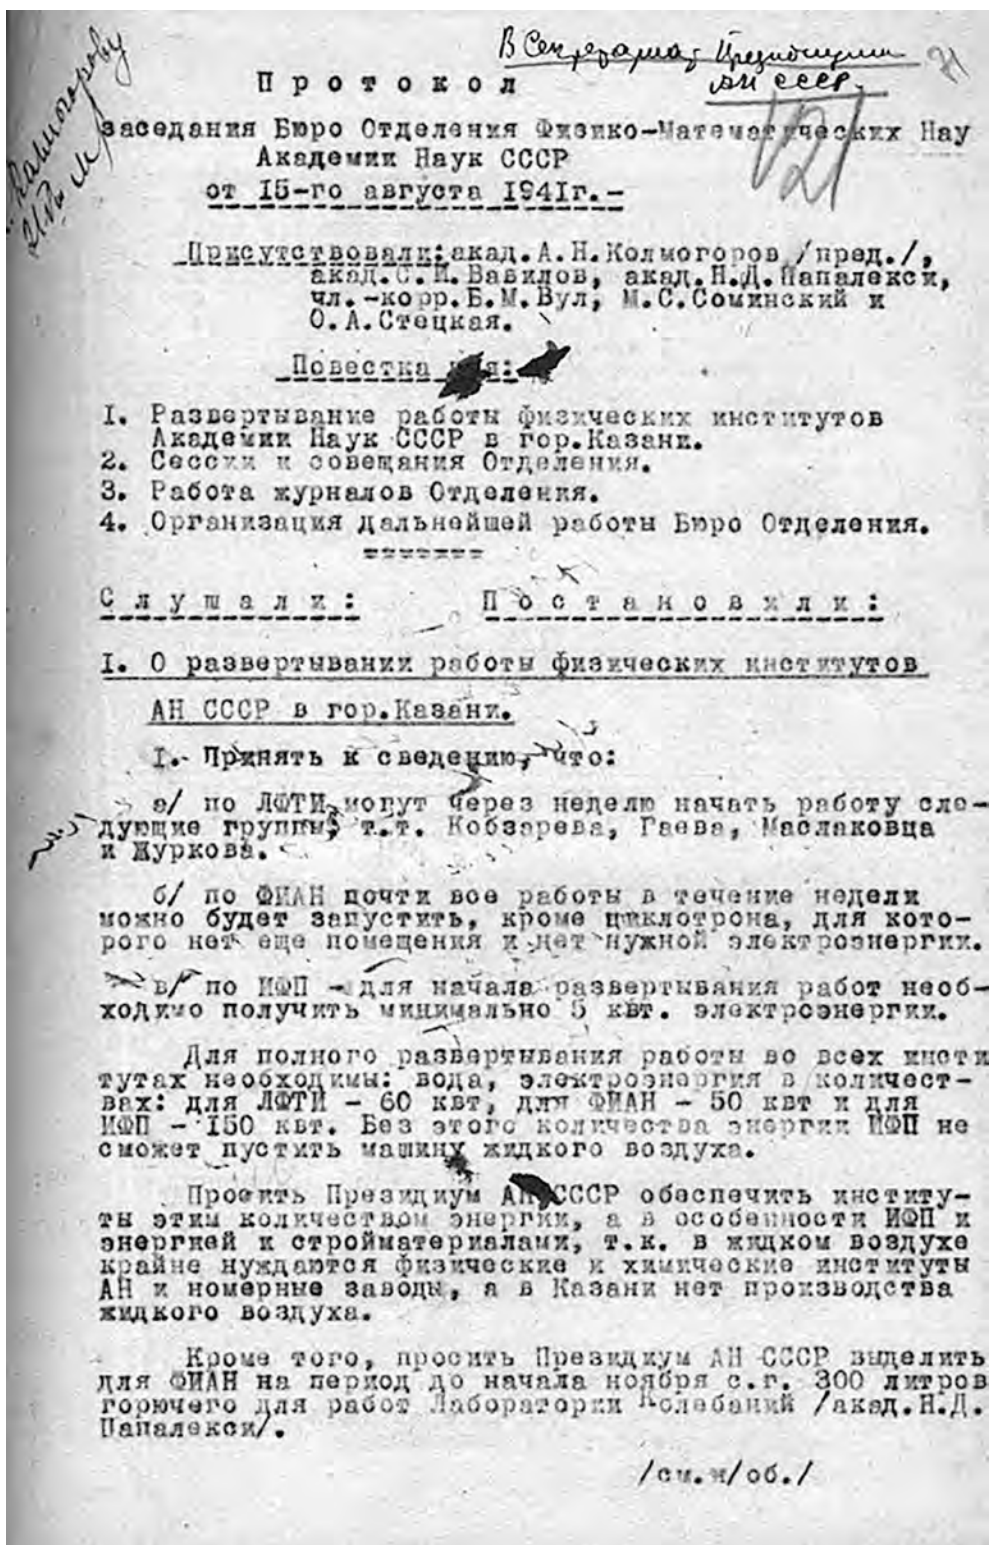 В Секретариат Президиума
АН СССР.
Протокол
заседания Бюро Отделения Физико-Математических Нау
Академии Наук СССР
от 15-го августа 1941г.-
Присутствовали: акад.А.Н.Колмогоров /пред./,
акад.С.И.Вавилов, акад.Н.Д.Папалекси,
чл.-корр.Б.М.Вул, М.С.Соминский и
О.А.Стецкая.
Повестка дня:
I. Развертывание работы физических институтов
Академии Наук СССР в гор.Казани.
2. Сессии и совещания Отделения.
3. Работа журналов Отделения.
4. Организация дальнейшей работы Бюро Отделения.
Слушали: Постановили:
I. О развертывании работы физических институтов
АН СССР в гор.Казани.
I. Принять к сведению, что:
а/ по ЛФТИ могут через неделю начать работу сле-
дующие группы, т.т. Кобзарева, Гаева, Маслаковца
и Журкова.
б/ по ФИАН почти все работы в течение недели
можно будет запустить, кроме циклотрона, для кото-
рого нет еще помещения и нет нужной электроэнергии.
в/ по ИФП - для начала развертывания работ необ-
ходимо получить минимально 5 квт. электроэнергии.
Для полного развертывания работы во всех инсти
тутах необходимы: вода, электроэнергия в количест-
вах: для ЛФТИ - 60 квт, для ФИАН - 50 квт и для
ИФП - 150 квт. Без этого количества энергии ИФП не
сможет пустить машину жидкого воздуха.
Просить Президиум АН СССР обеспечить институ-
ты этим количеством энергии, а в особенности ИФП и
энергией и стройматериалами, т.к. в жидком воздухе
крайне нуждаются физические и химические институты
АН и номерные заводы, а в Казани нет производства
жидкого воздуха.
Кроме того, просить Президиум АН СССР выделить
для ФИАН на период до начала ноября с.г. 300 литров
горючего для работ Лаборатории Колебаний /акад.Н.Д.
Папалекси/.
/см.н/об./